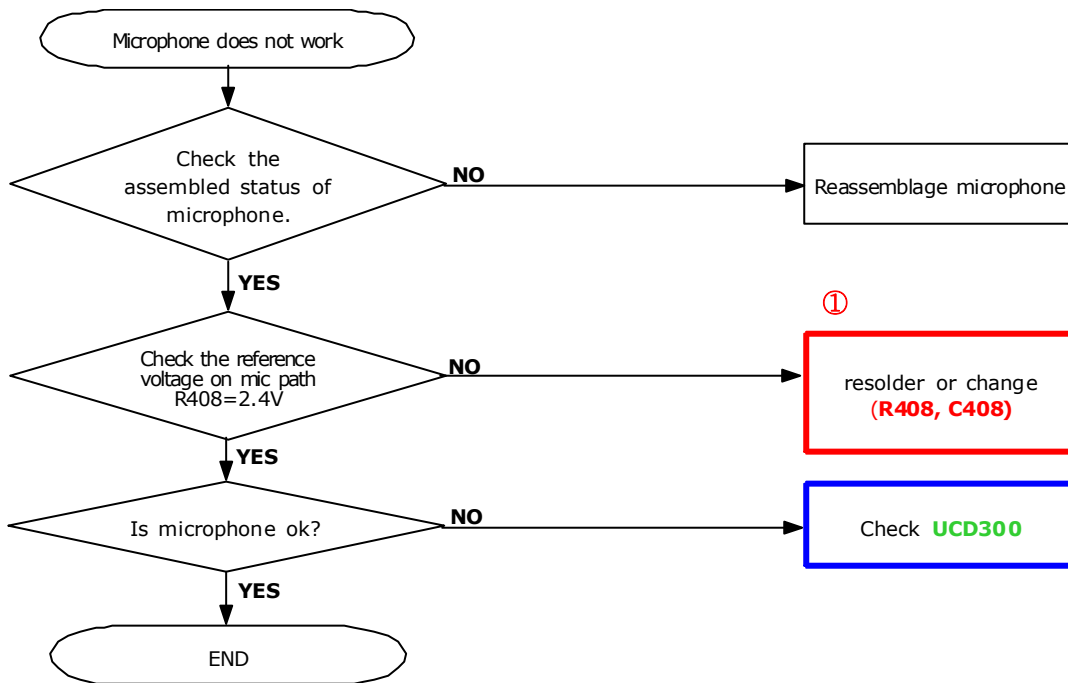 Microphone does not work
Check the
assembled status of
microphone.
NO
Reassemblage microphone
YES
①
Check the reference
voltage on mic path
R408=2.4V
NO
resolder or change
(R408, C408)
YES
Is microphone ok?
NO
Check UCD300
YES
END